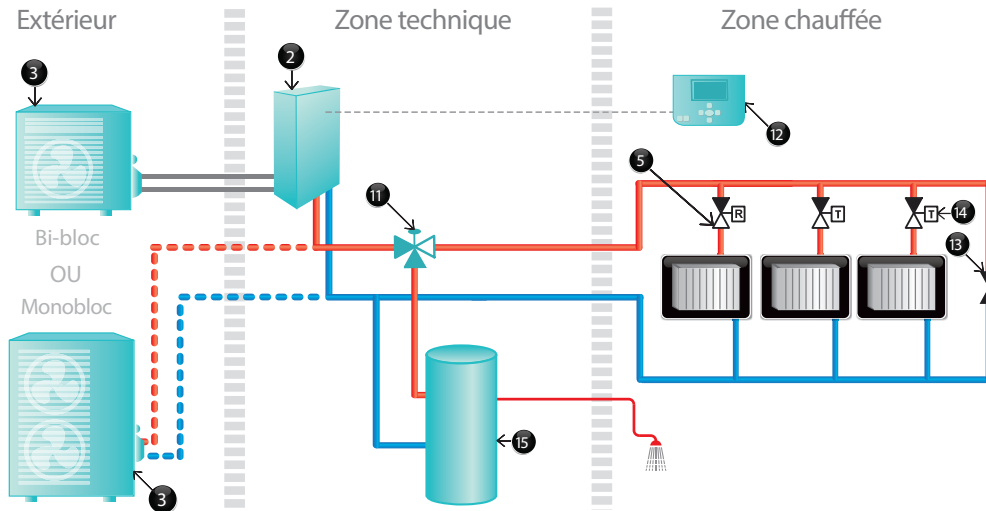 Extérieur
Zone technique
Zone chauffée
3
2
12
5
11
R
T
T
14
13
Bi-bloc
OU
Monobloc
15
3